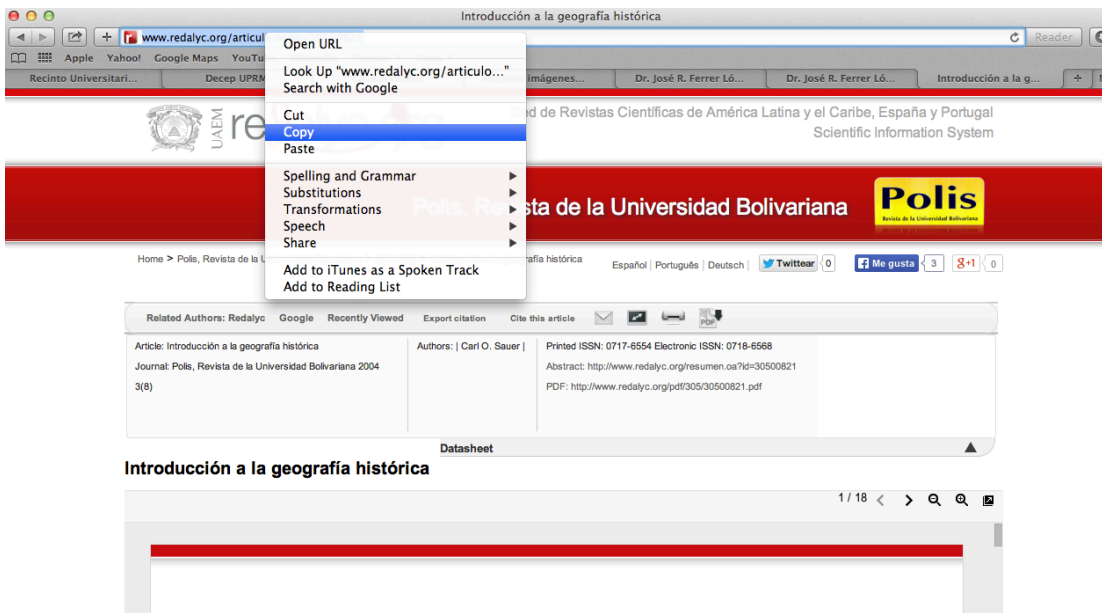 Introducción a la geografía histórica
www.redalyc.org/articul
Reader
Apple Yahoo! Google Maps YouTu
Recinto Universitari...
Decep UPRM
imágenes...
Dr. José R. Ferrer Ló...
Dr. José R. Ferrer Ló...
Introducción a la g...
Open URL
Look Up "www.redalyc.org/articulo..."
Search with Google
Cut
Copy
Paste
Spelling and Grammar
Substitutions
Transformations
Speech
Share
Add to iTunes as a Spoken Track
Add to Reading List
UAEM
re
org
d de Revistas Científicas de América Latina y el Caribe, España y Portugal
Scientific Information System
Polis, Revista de la Universidad Bolivariana
Polis
Revista de la Universidad Bolivariana
Home > Polis, Revista de la U
rafía histórica
Español | Português | Deutsch |
Twittear 0
Me gusta 3
g+1 0
Related Authors: Redalyc Google Recently Viewed Export citation Cite this article
PDF
Article: Introducción a la geografía histórica
Journal: Polis, Revista de la Universidad Bolivariana 2004
3(8)
Authors: | Carl O. Sauer |
Printed ISSN: 0717-6554 Electronic ISSN: 0718-6568
Abstract: http://www.redalyc.org/resumen.oa?id=30500821
PDF: http://www.redalyc.org/pdf/305/30500821.pdf
Datasheet
Introducción a la geografía histórica
1 / 18